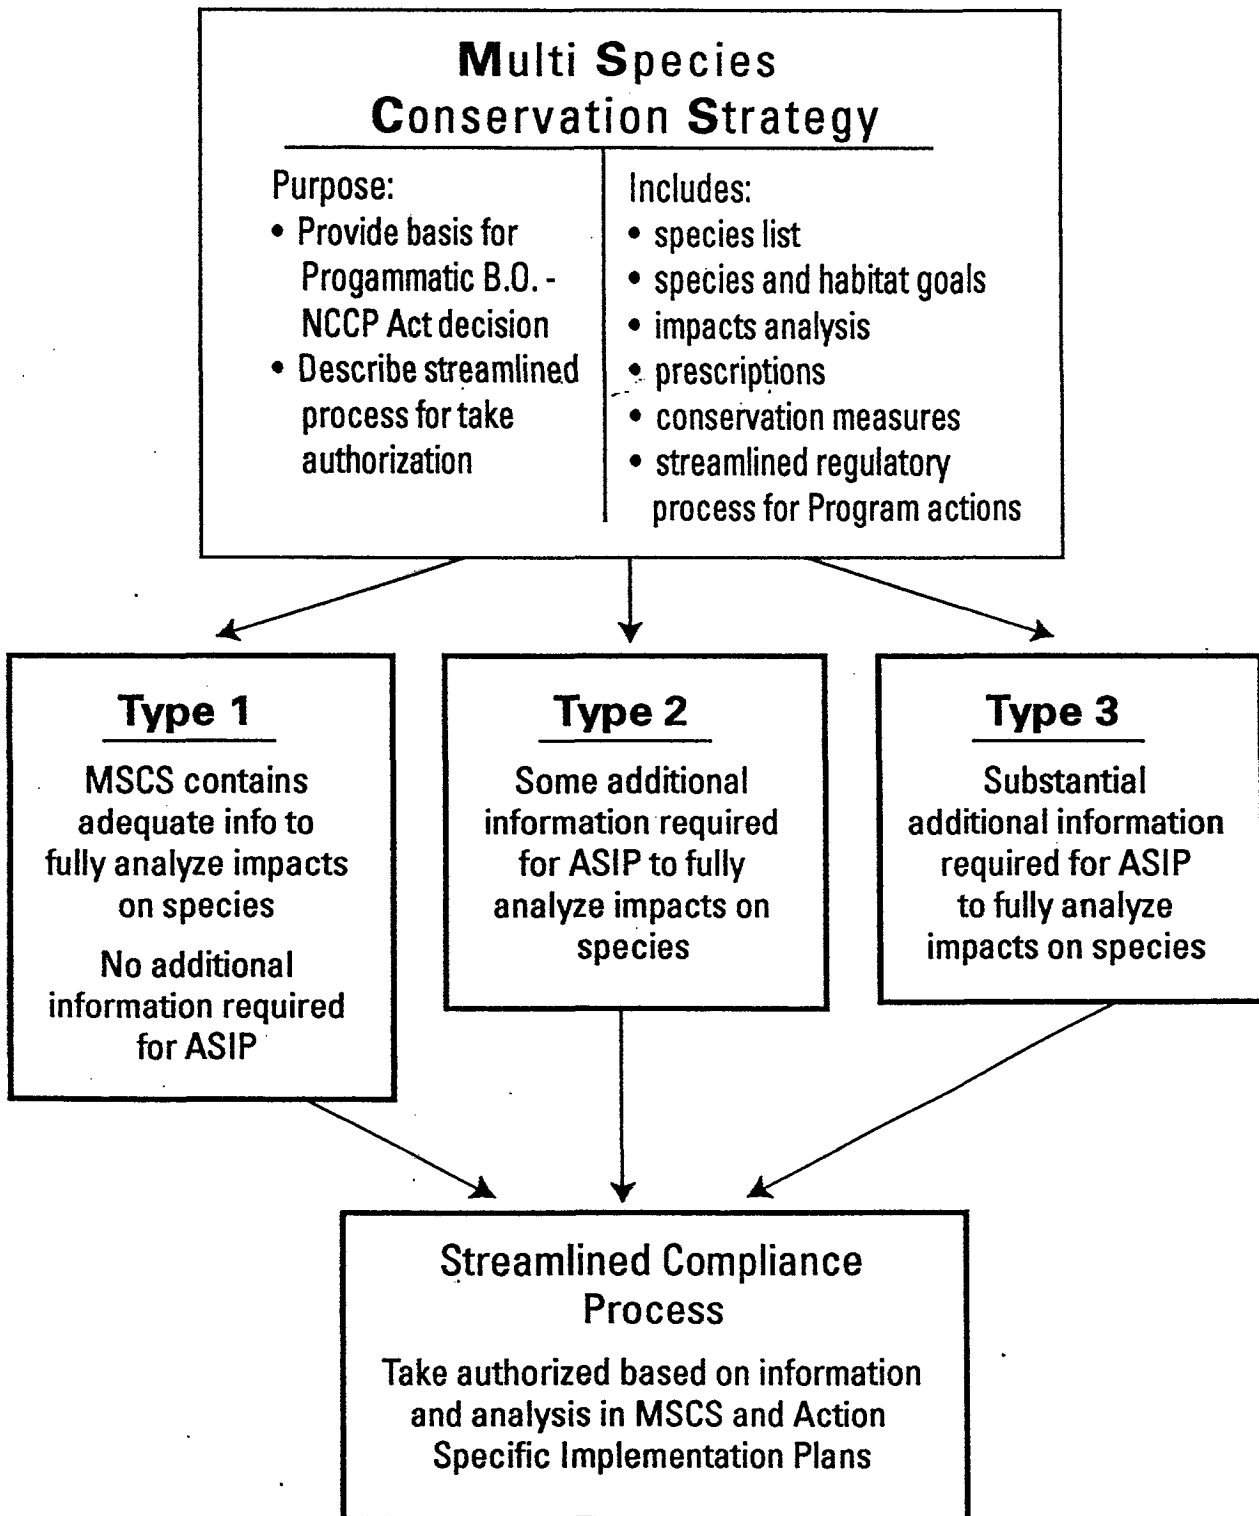 Multi Species
Conservation Strategy
Purpose:
• Provide basis for
Progammatic B.O. -
NCCP Act decision
• Describe streamlined
process for take
authorization
Includes:
• species list
• species and habitat goals
• impacts analysis
• prescriptions
• conservation measures
• streamlined regulatory
process for Program actions
Type 1
MSCS contains
adequate info to
fully analyze impacts
on species
No additional
information required
for ASIP
Type 2
Some additional
information required
for ASIP to fully
analyze impacts on
species
Type 3
Substantial
additional information
required for ASIP
to fully analyze
impacts on species
Streamlined Compliance
Process
Take authorized based on information
and analysis in MSCS and Action
Specific Implementation Plans